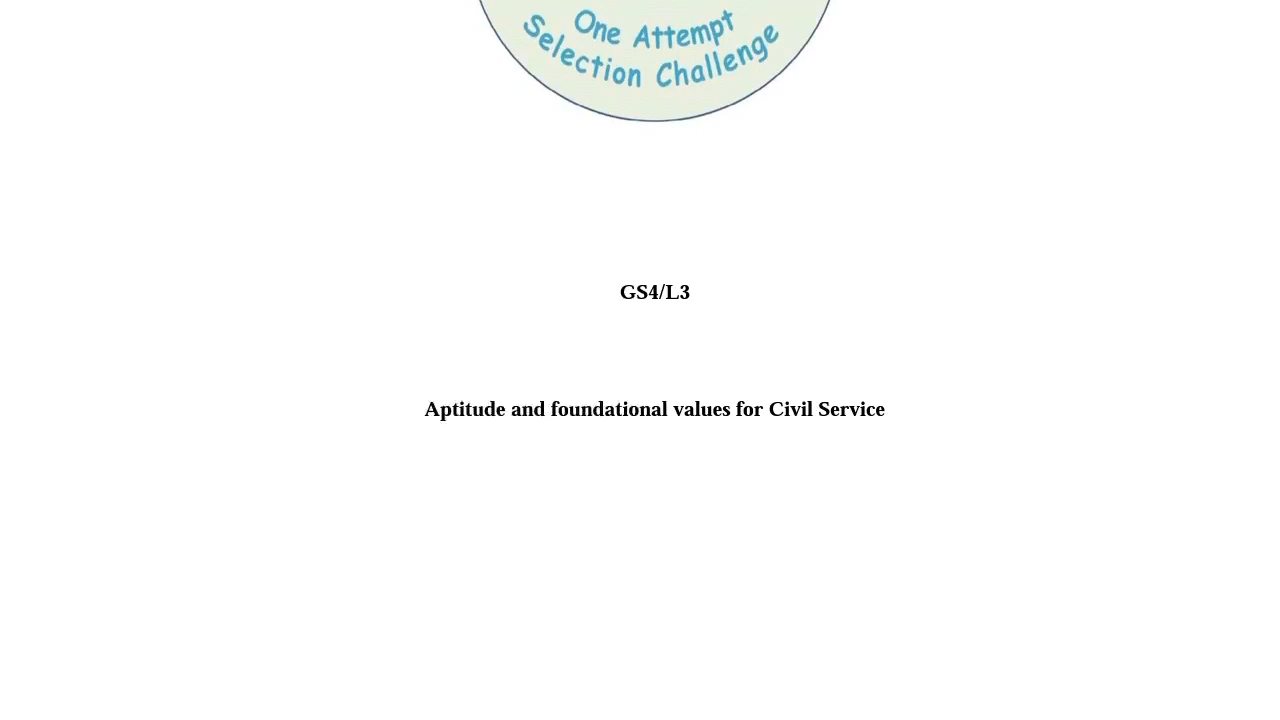 One Attempt
Selection Challenge
GS4/L3
Aptitude and foundational values for Civil Service